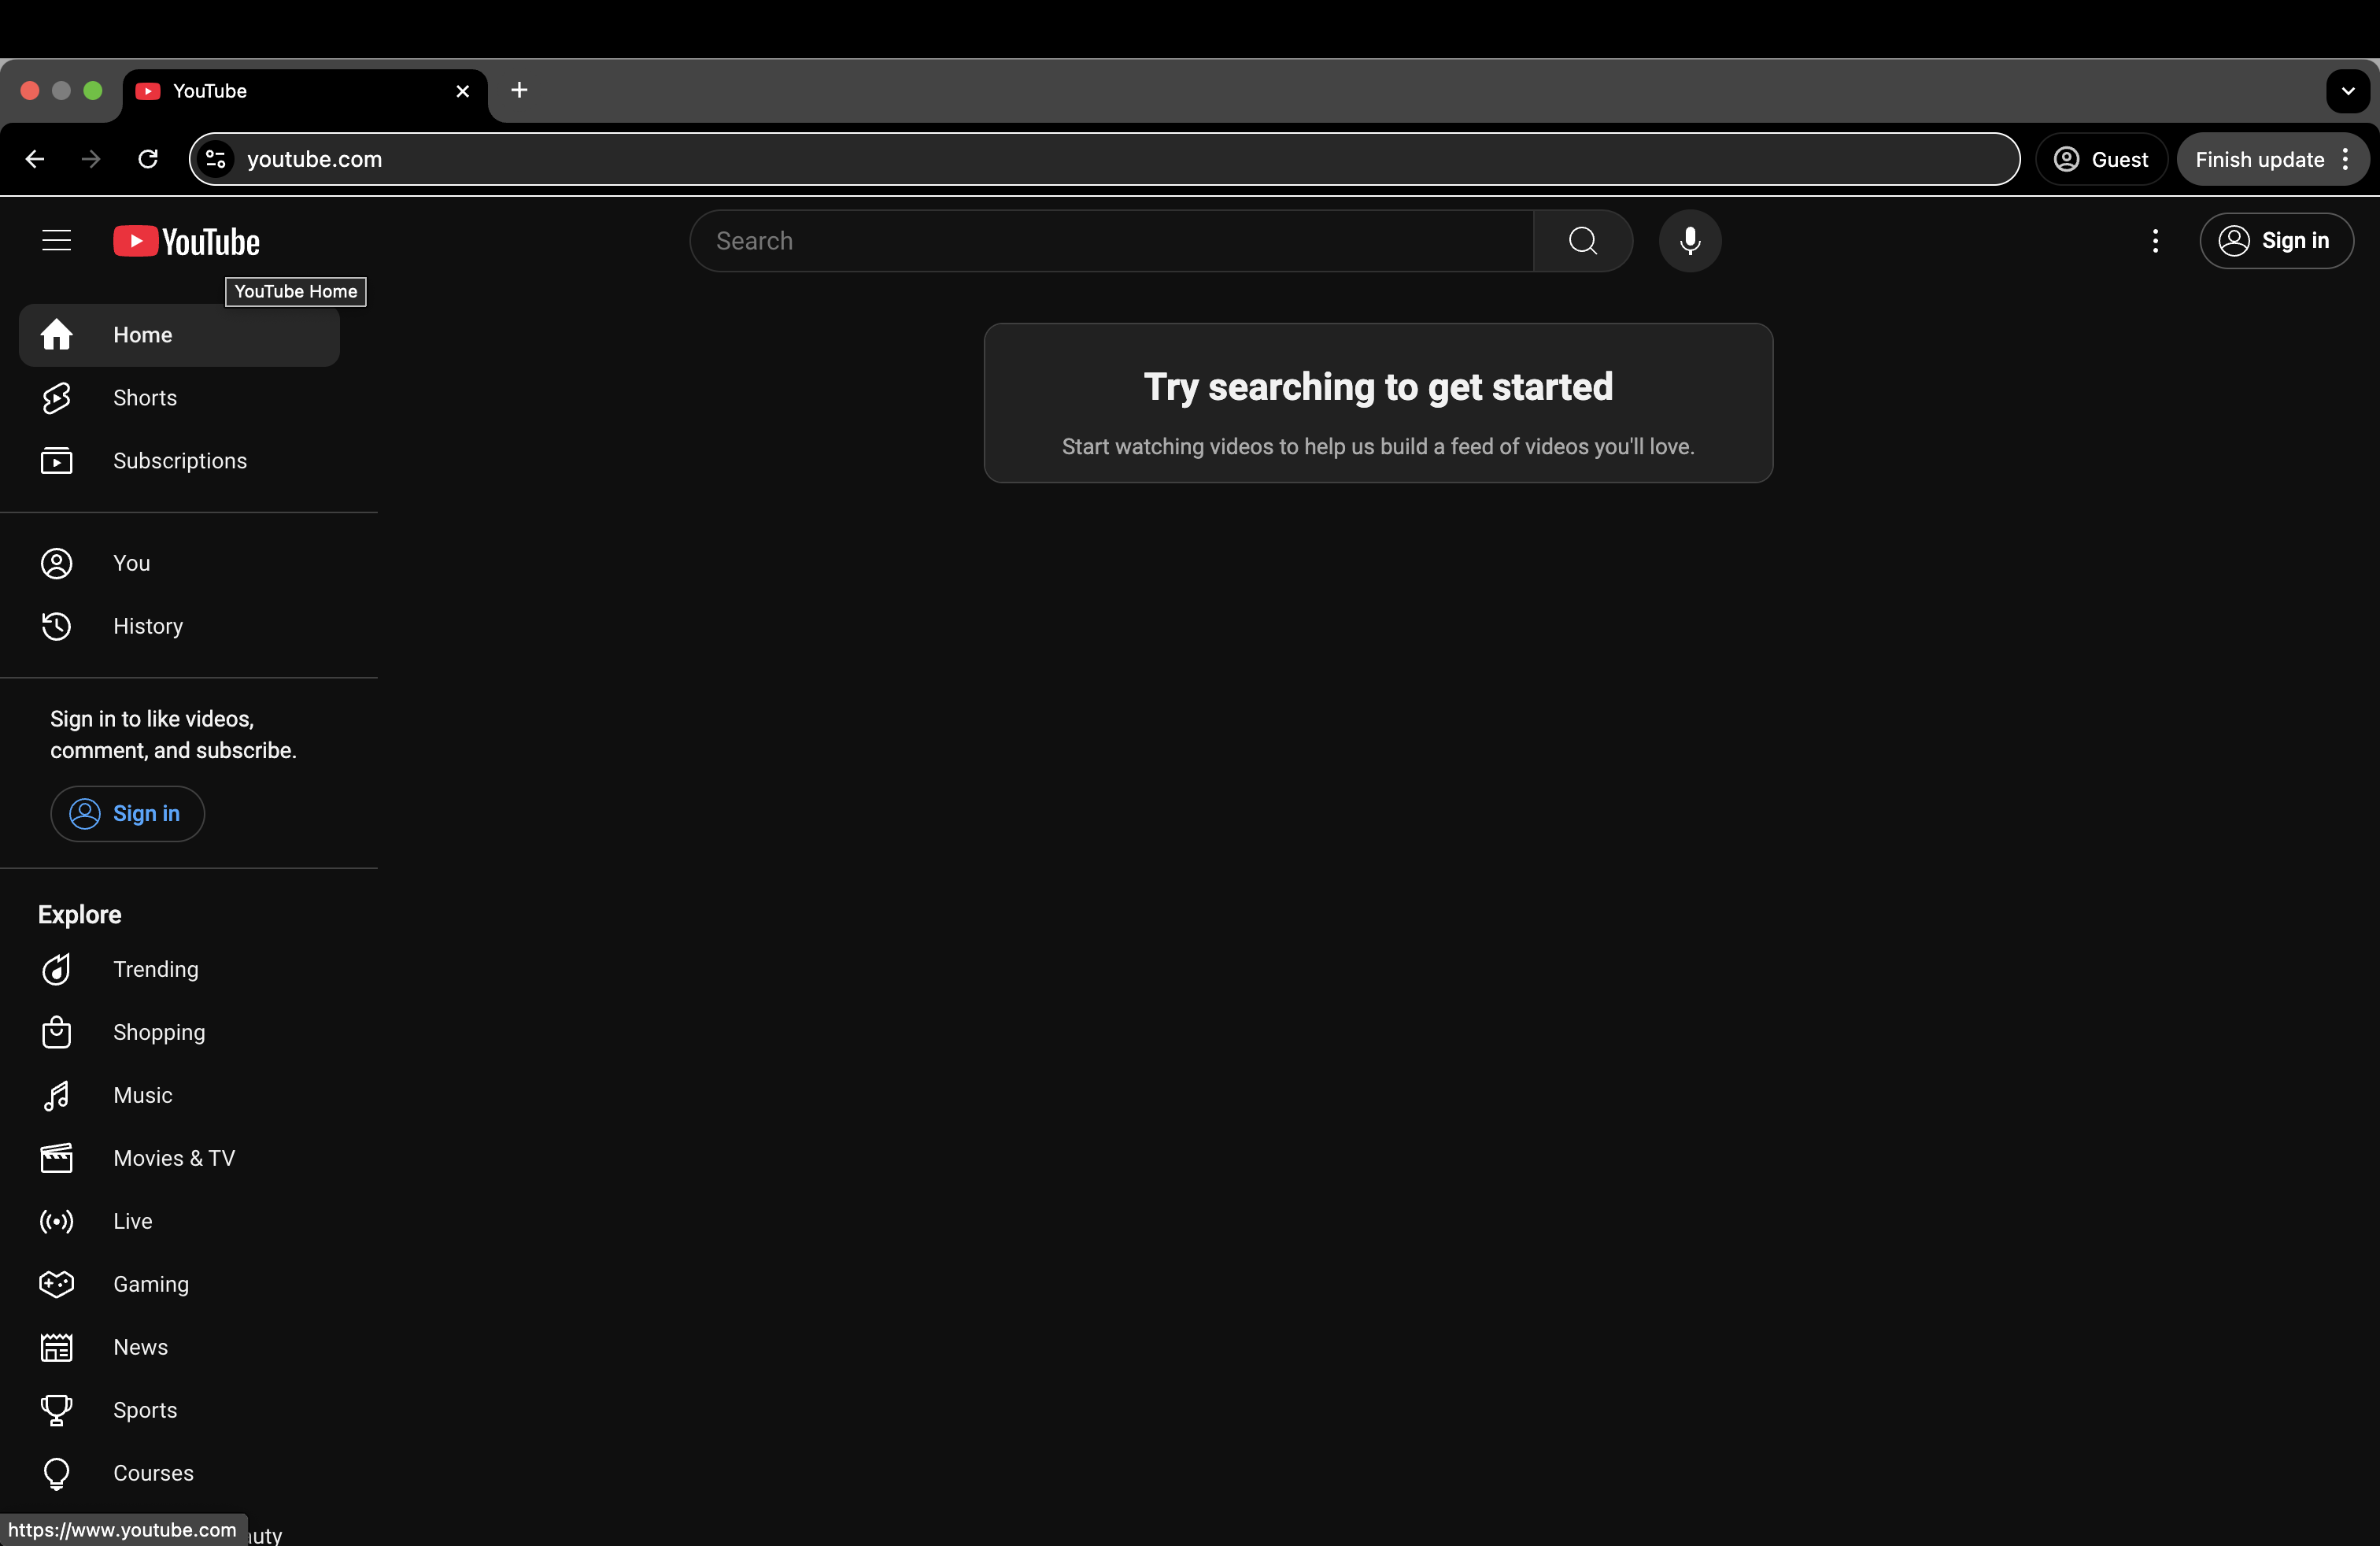 YouTube
youtube.com
Guest
Finish update
YouTube
Search
Sign in
YouTube Home
Home
Shorts
Subscriptions
You
History
Sign in to like videos,
comment, and subscribe.
Sign in
Explore
Trending
Shopping
Music
Movies & TV
Live
Gaming
News
Sports
Courses
https://www.youtube.com
Try searching to get started
Start watching videos to help us build a feed of videos you'll love.